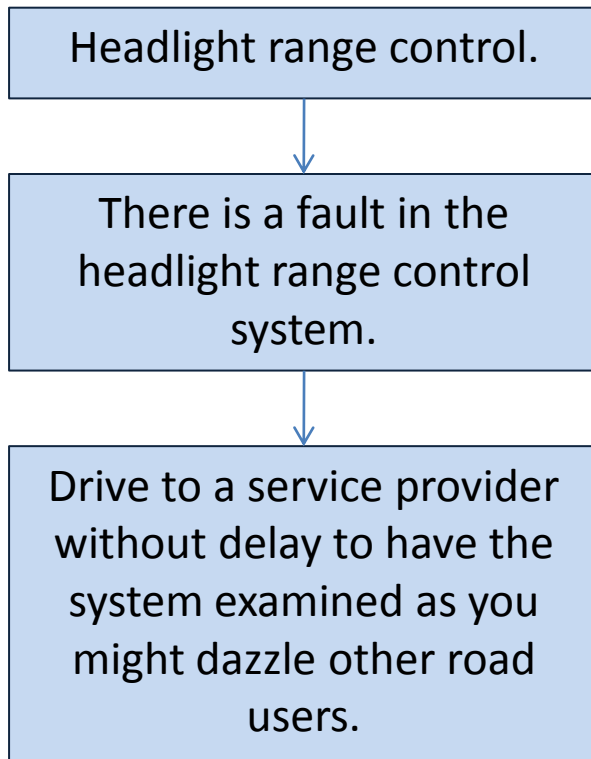 Headlight range control.
There is a fault in the
headlight range control
system.
Drive to a service provider
without delay to have the
system examined as you
might dazzle other road
users.